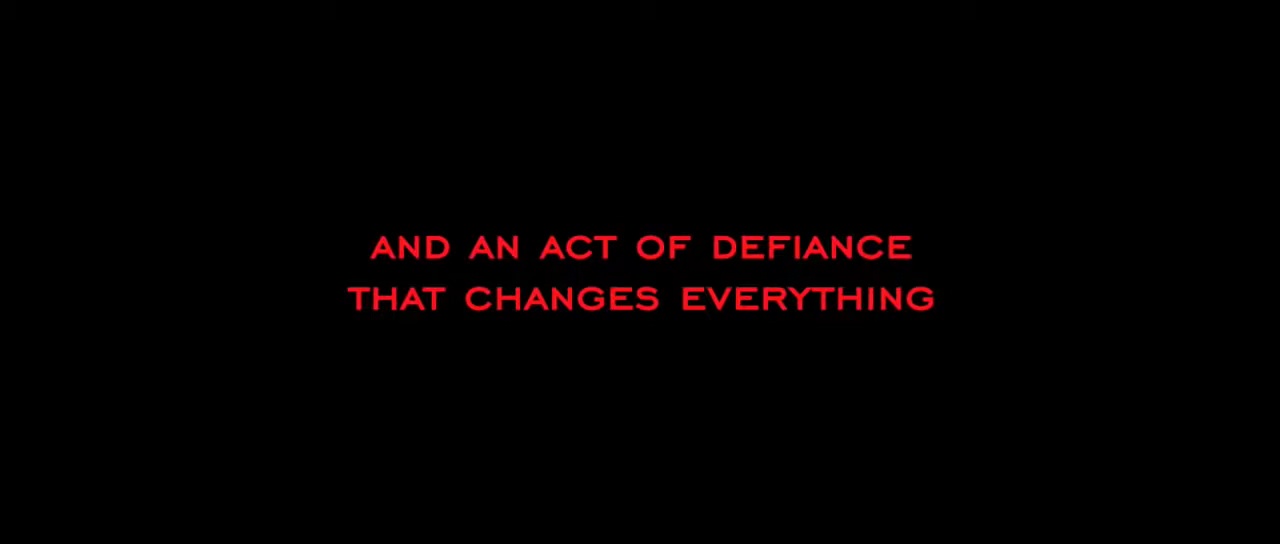 AND AN ACT OF DEFIANCE
THAT CHANGES EVERYTHING